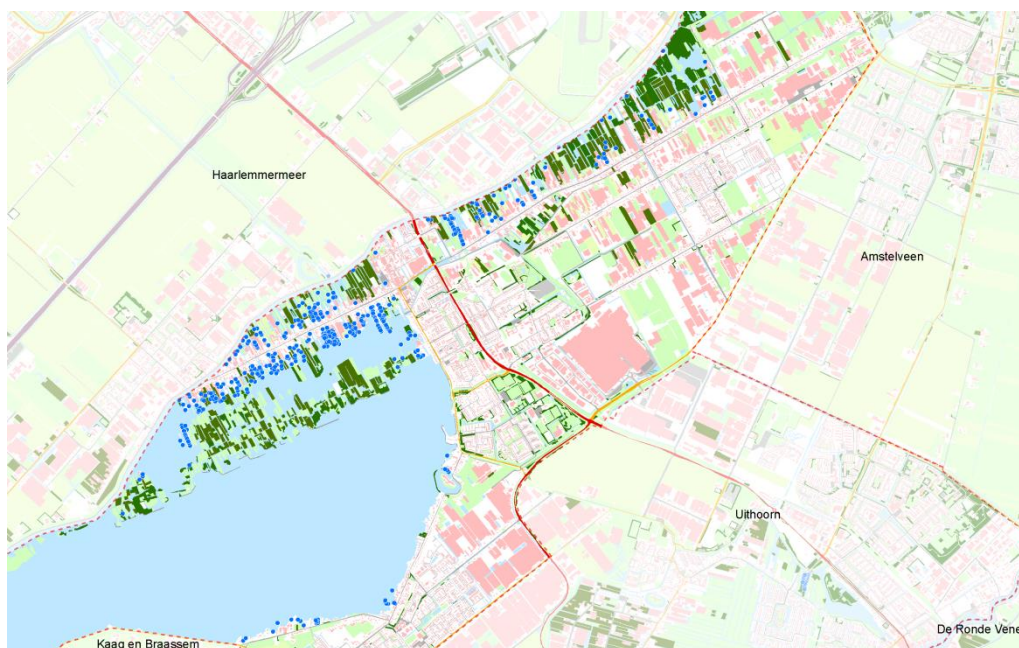 Haarlemmermeer
Amstelveen
Uithoorn
De Ronde Vene
Kaag en Braassem